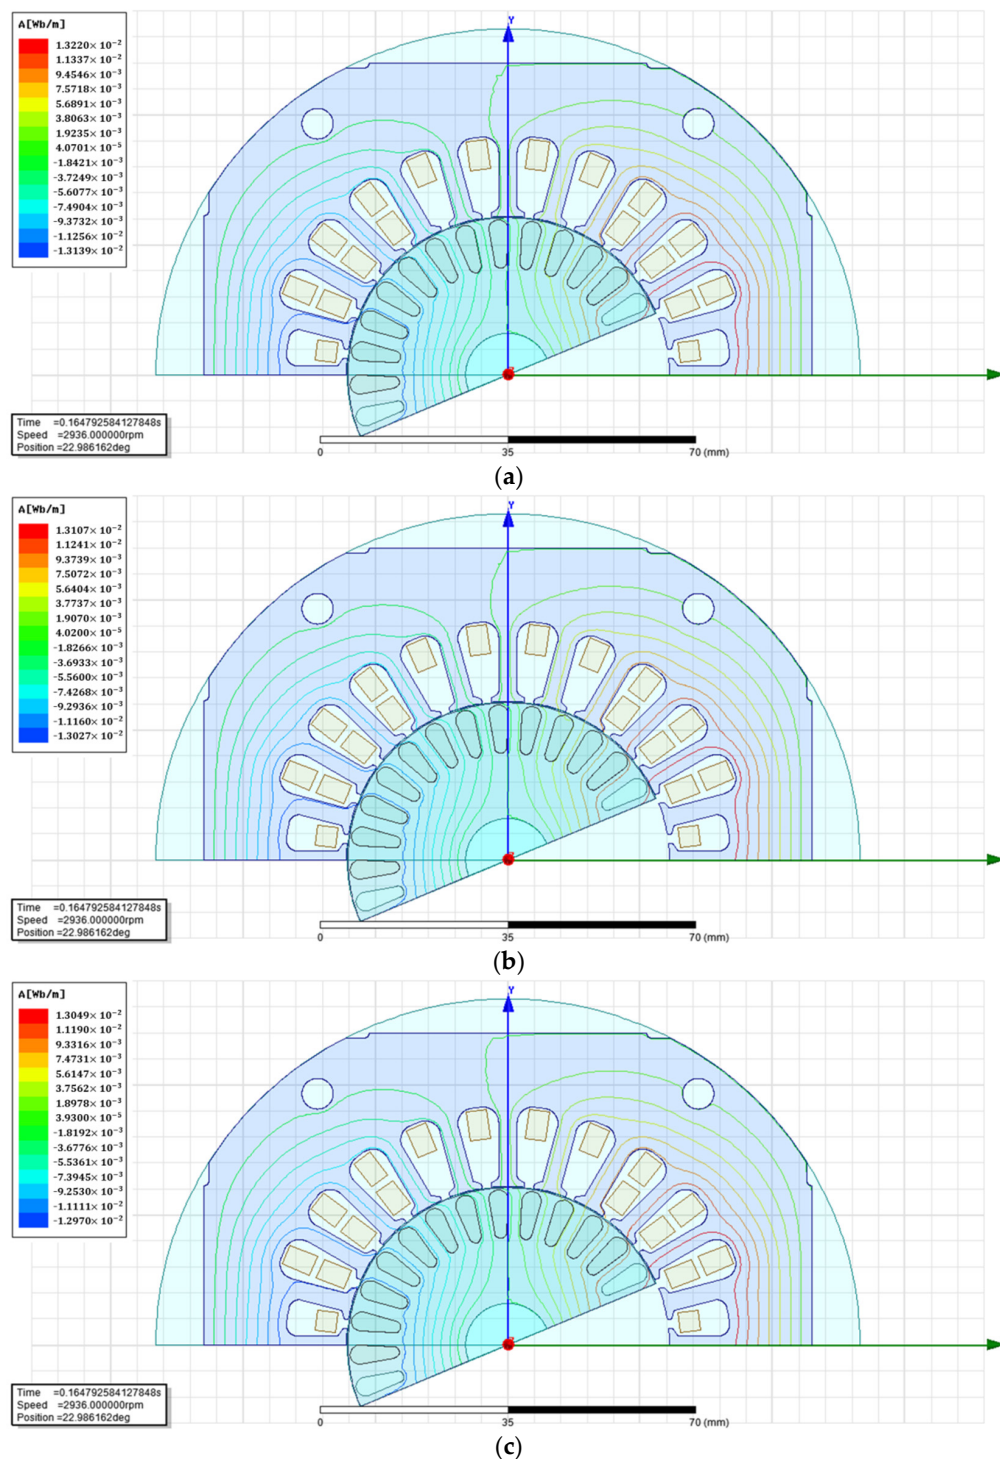 A[Wb/m]
1.3220× 10⁻²
1.1337× 10⁻²
9.4546× 10⁻³
7.5718× 10⁻³
5.6891× 10⁻³
3.8063× 10⁻³
1.9235× 10⁻³
4.0701× 10⁻⁵
-1.8421× 10⁻³
-3.7249× 10⁻³
-5.6077× 10⁻³
-7.4904× 10⁻³
-9.3732× 10⁻³
-1.1256× 10⁻²
-1.3139× 10⁻²
Y
Time =0.164792584127848s
Speed =2936.000000rpm
Position =22.986162deg
0 35 70 (mm)
(a)
A[Wb/m]
1.3107× 10⁻²
1.1241× 10⁻²
9.3739× 10⁻³
7.5072× 10⁻³
5.6404× 10⁻³
3.7737× 10⁻³
1.9070× 10⁻³
4.0200× 10⁻⁵
-1.8266× 10⁻³
-3.6933× 10⁻³
-5.5600× 10⁻³
-7.4268× 10⁻³
-9.2936× 10⁻³
-1.1160× 10⁻²
-1.3027× 10⁻²
Y
Time =0.164792584127848s
Speed =2936.000000rpm
Position =22.986162deg
0 35 70 (mm)
(b)
A[Wb/m]
1.3049× 10⁻²
1.1190× 10⁻²
9.3316× 10⁻³
7.4731× 10⁻³
5.6147× 10⁻³
3.7562× 10⁻³
1.8978× 10⁻³
3.9300× 10⁻⁵
-1.8192× 10⁻³
-3.6776× 10⁻³
-5.5361× 10⁻³
-7.3945× 10⁻³
-9.2530× 10⁻³
-1.1111× 10⁻²
-1.2970× 10⁻²
Y
Time =0.164792584127848s
Speed =2936.000000rpm
Position =22.986162deg
0 35 70 (mm)
(c)